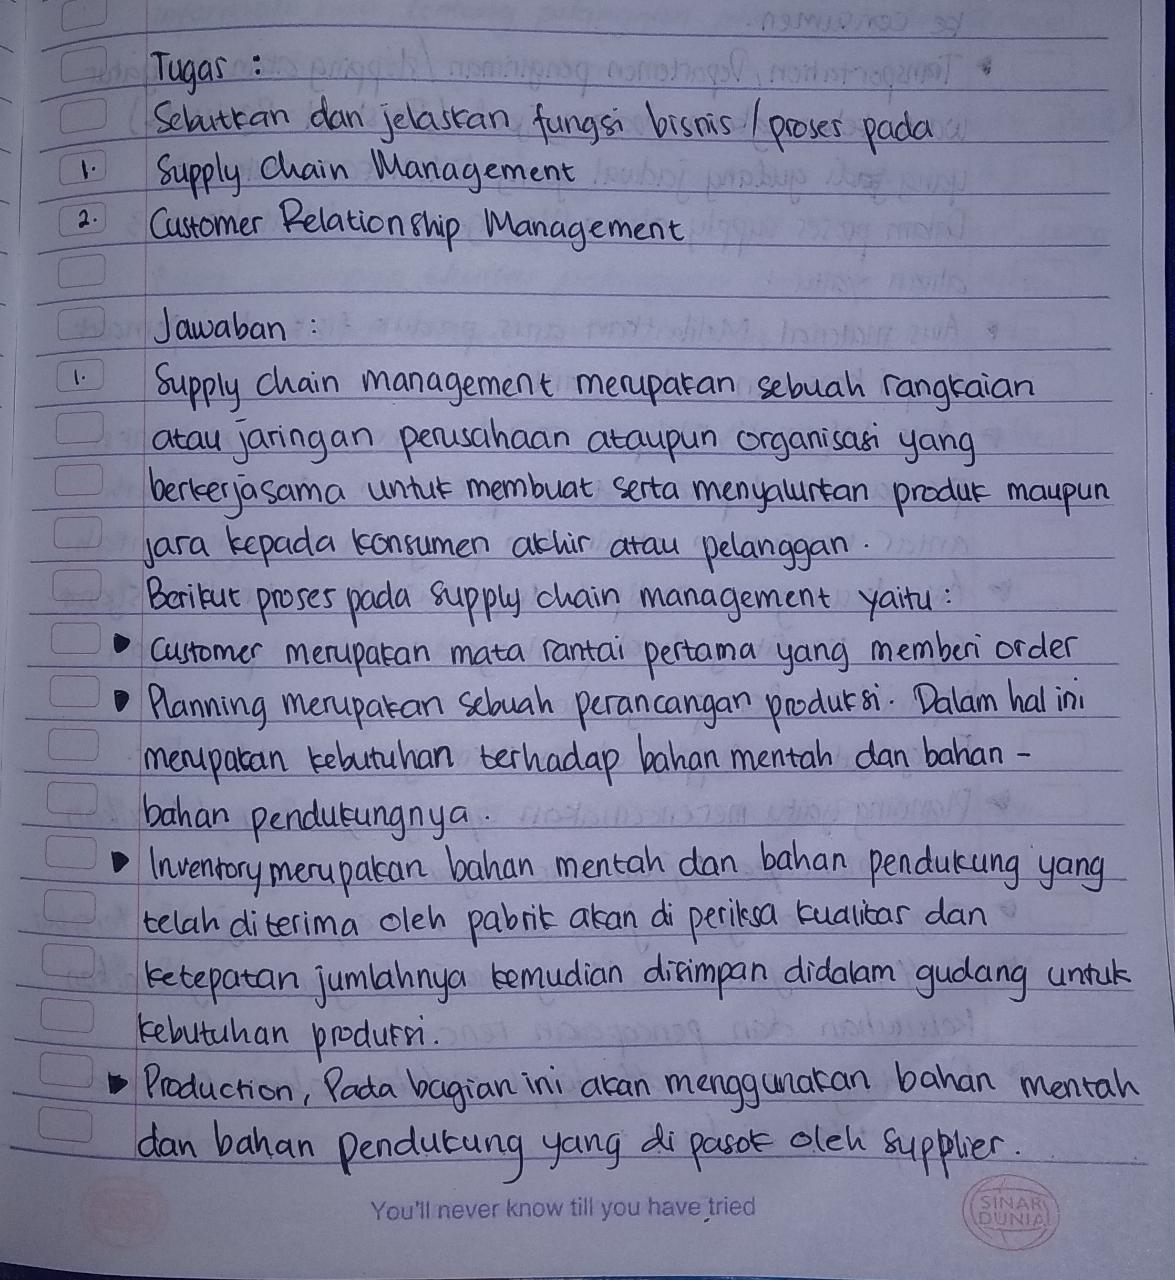 Tugas :
Sebutkan dan jelaskan fungsi bisnis / proses pada
1. Supply Chain Management
2. Customer Relationship Management
Jawaban :
1. Supply chain management merupakan sebuah rangkaian
atau jaringan perusahaan ataupun organisasi yang
berkerjasama untuk membuat serta menyalurkan produk maupun
jasa kepada konsumen akhir atau pelanggan.
Berikut proses pada supply chain management yaitu :
▶ Customer merupakan mata rantai pertama yang memberi order
▶ Planning merupakan sebuah perancangan produksi. Dalam hal ini
merupakan kebutuhan terhadap bahan mentah dan bahan -
bahan pendukungnya.
▶ Inventory merupakan bahan mentah dan bahan pendukung yang
telah diterima oleh pabrik akan di periksa kualitas dan
ketepatan jumlahnya kemudian disimpan didalam gudang untuk
kebutuhan produksi.
▶ Production, Pada bagian ini akan menggunakan bahan mentah
dan bahan pendukung yang di pasok oleh supplier.
You'll never know till you have tried
SINAR
DUNIA